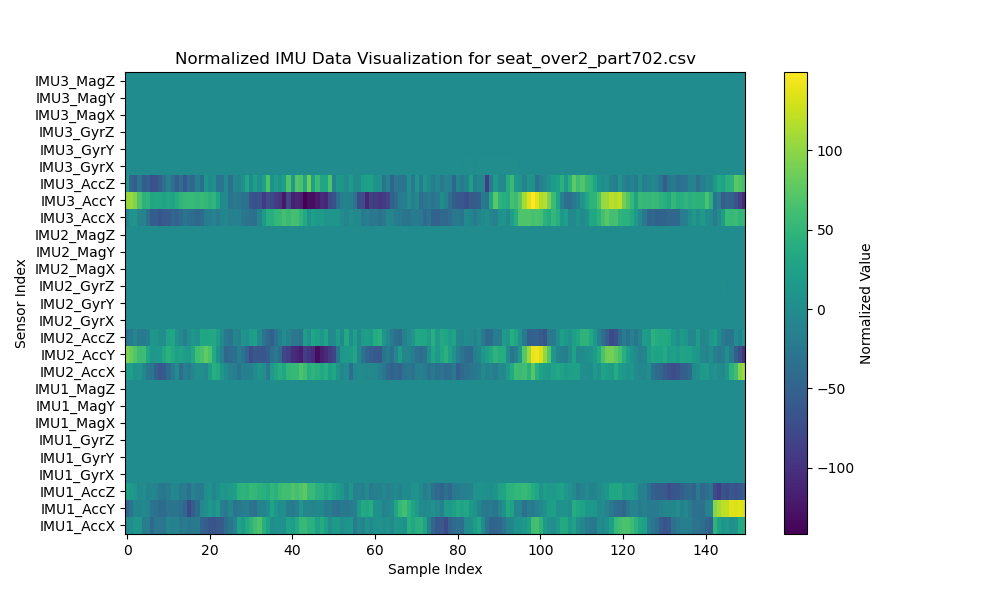 Normalized IMU Data Visualization for seat_over2_part702.csv
IMU3_MagZ
IMU3_MagY
IMU3_MagX
IMU3_GyrZ
IMU3_GyrY
IMU3_GyrX
IMU3_AccZ
IMU3_AccY
IMU3_AccX
IMU2_MagZ
IMU2_MagY
IMU2_MagX
IMU2_GyrZ
IMU2_GyrY
IMU2_GyrX
IMU2_AccZ
IMU2_AccY
IMU2_AccX
IMU1_MagZ
IMU1_MagY
IMU1_MagX
IMU1_GyrZ
IMU1_GyrY
IMU1_GyrX
IMU1_AccZ
IMU1_AccY
IMU1_AccX
Sensor Index
0 20 40 60 80 100 120 140
Sample Index
100
50
0
−50
−100
Normalized Value